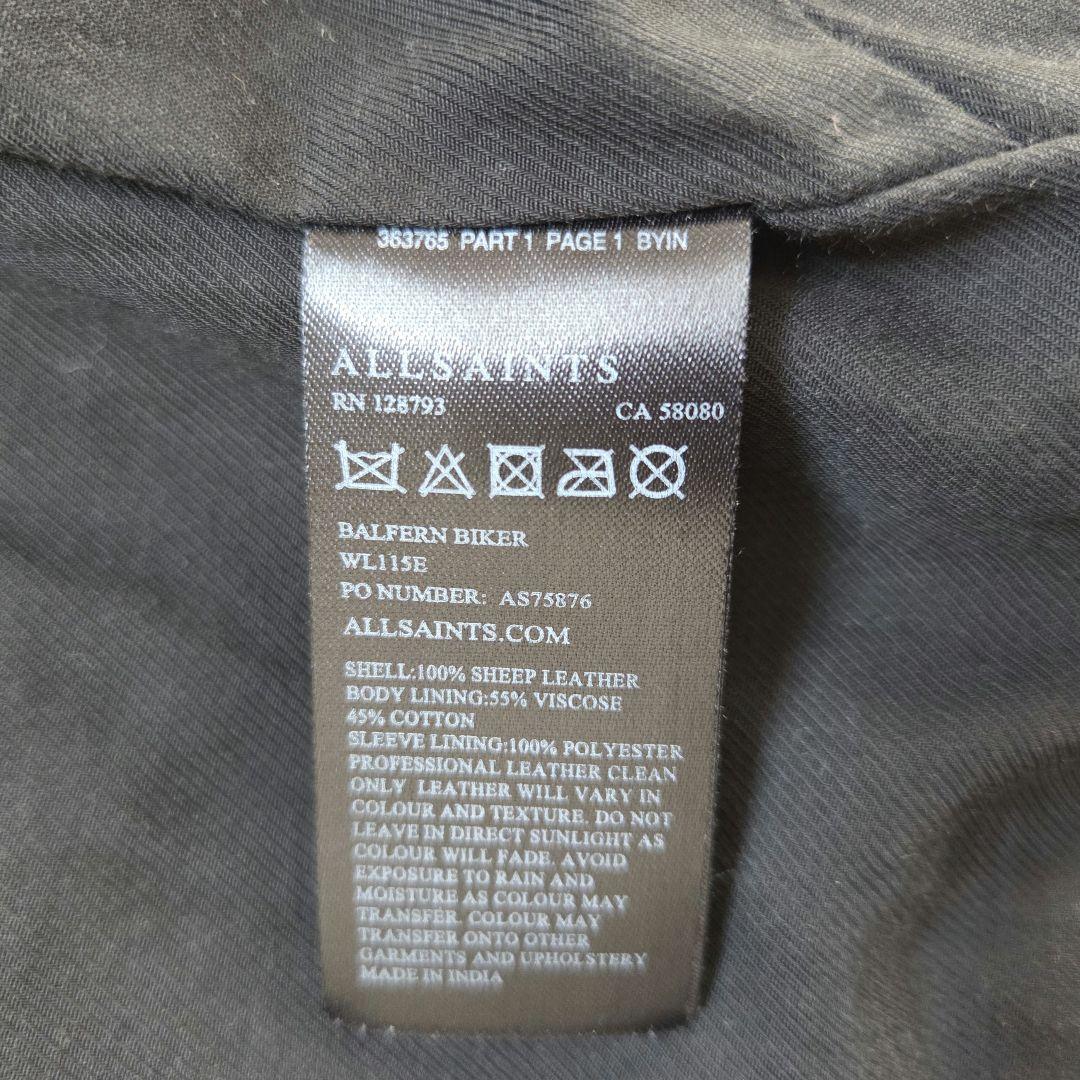 363765 PART 1 PAGE 1 BYIN
ALLSAINTS
RN 128793 CA 58080
BALFERN BIKER
WL115E
PO NUMBER: AS75876
ALLSAINTS.COM
SHELL:100% SHEEP LEATHER
BODY LINING:55% VISCOSE
45% COTTON
SLEEVE LINING:100% POLYESTER
PROFESSIONAL LEATHER CLEAN
ONLY LEATHER WILL VARY IN
COLOUR AND TEXTURE. DO NOT
LEAVE IN DIRECT SUNLIGHT AS
COLOUR WILL FADE. AVOID
EXPOSURE TO RAIN AND
MOISTURE AS COLOUR MAY
TRANSFER. COLOUR MAY
TRANSFER ONTO OTHER
GARMENTS AND UPHOLSTERY
MADE IN INDIA